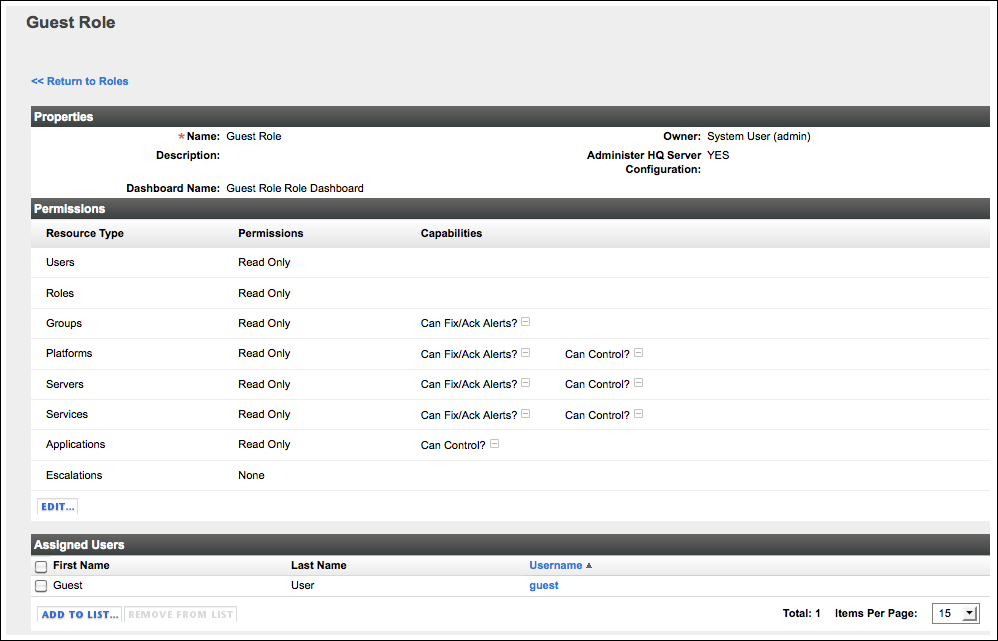 Guest Role
<< Return to Roles
Properties
*Name: Guest Role Owner: System User (admin)
Description: Administer HQ Server Configuration: YES
Dashboard Name: Guest Role Role Dashboard
Permissions
Resource Type Permissions Capabilities
Users Read Only
Roles Read Only
Groups Read Only Can Fix/Ack Alerts?
Platforms Read Only Can Fix/Ack Alerts? Can Control?
Servers Read Only Can Fix/Ack Alerts? Can Control?
Services Read Only Can Fix/Ack Alerts? Can Control?
Applications Read Only Can Control?
Escalations None
EDIT...
Assigned Users
First Name Last Name Username
Guest User guest
ADD TO LIST... REMOVE FROM LIST Total: 1 Items Per Page: 15